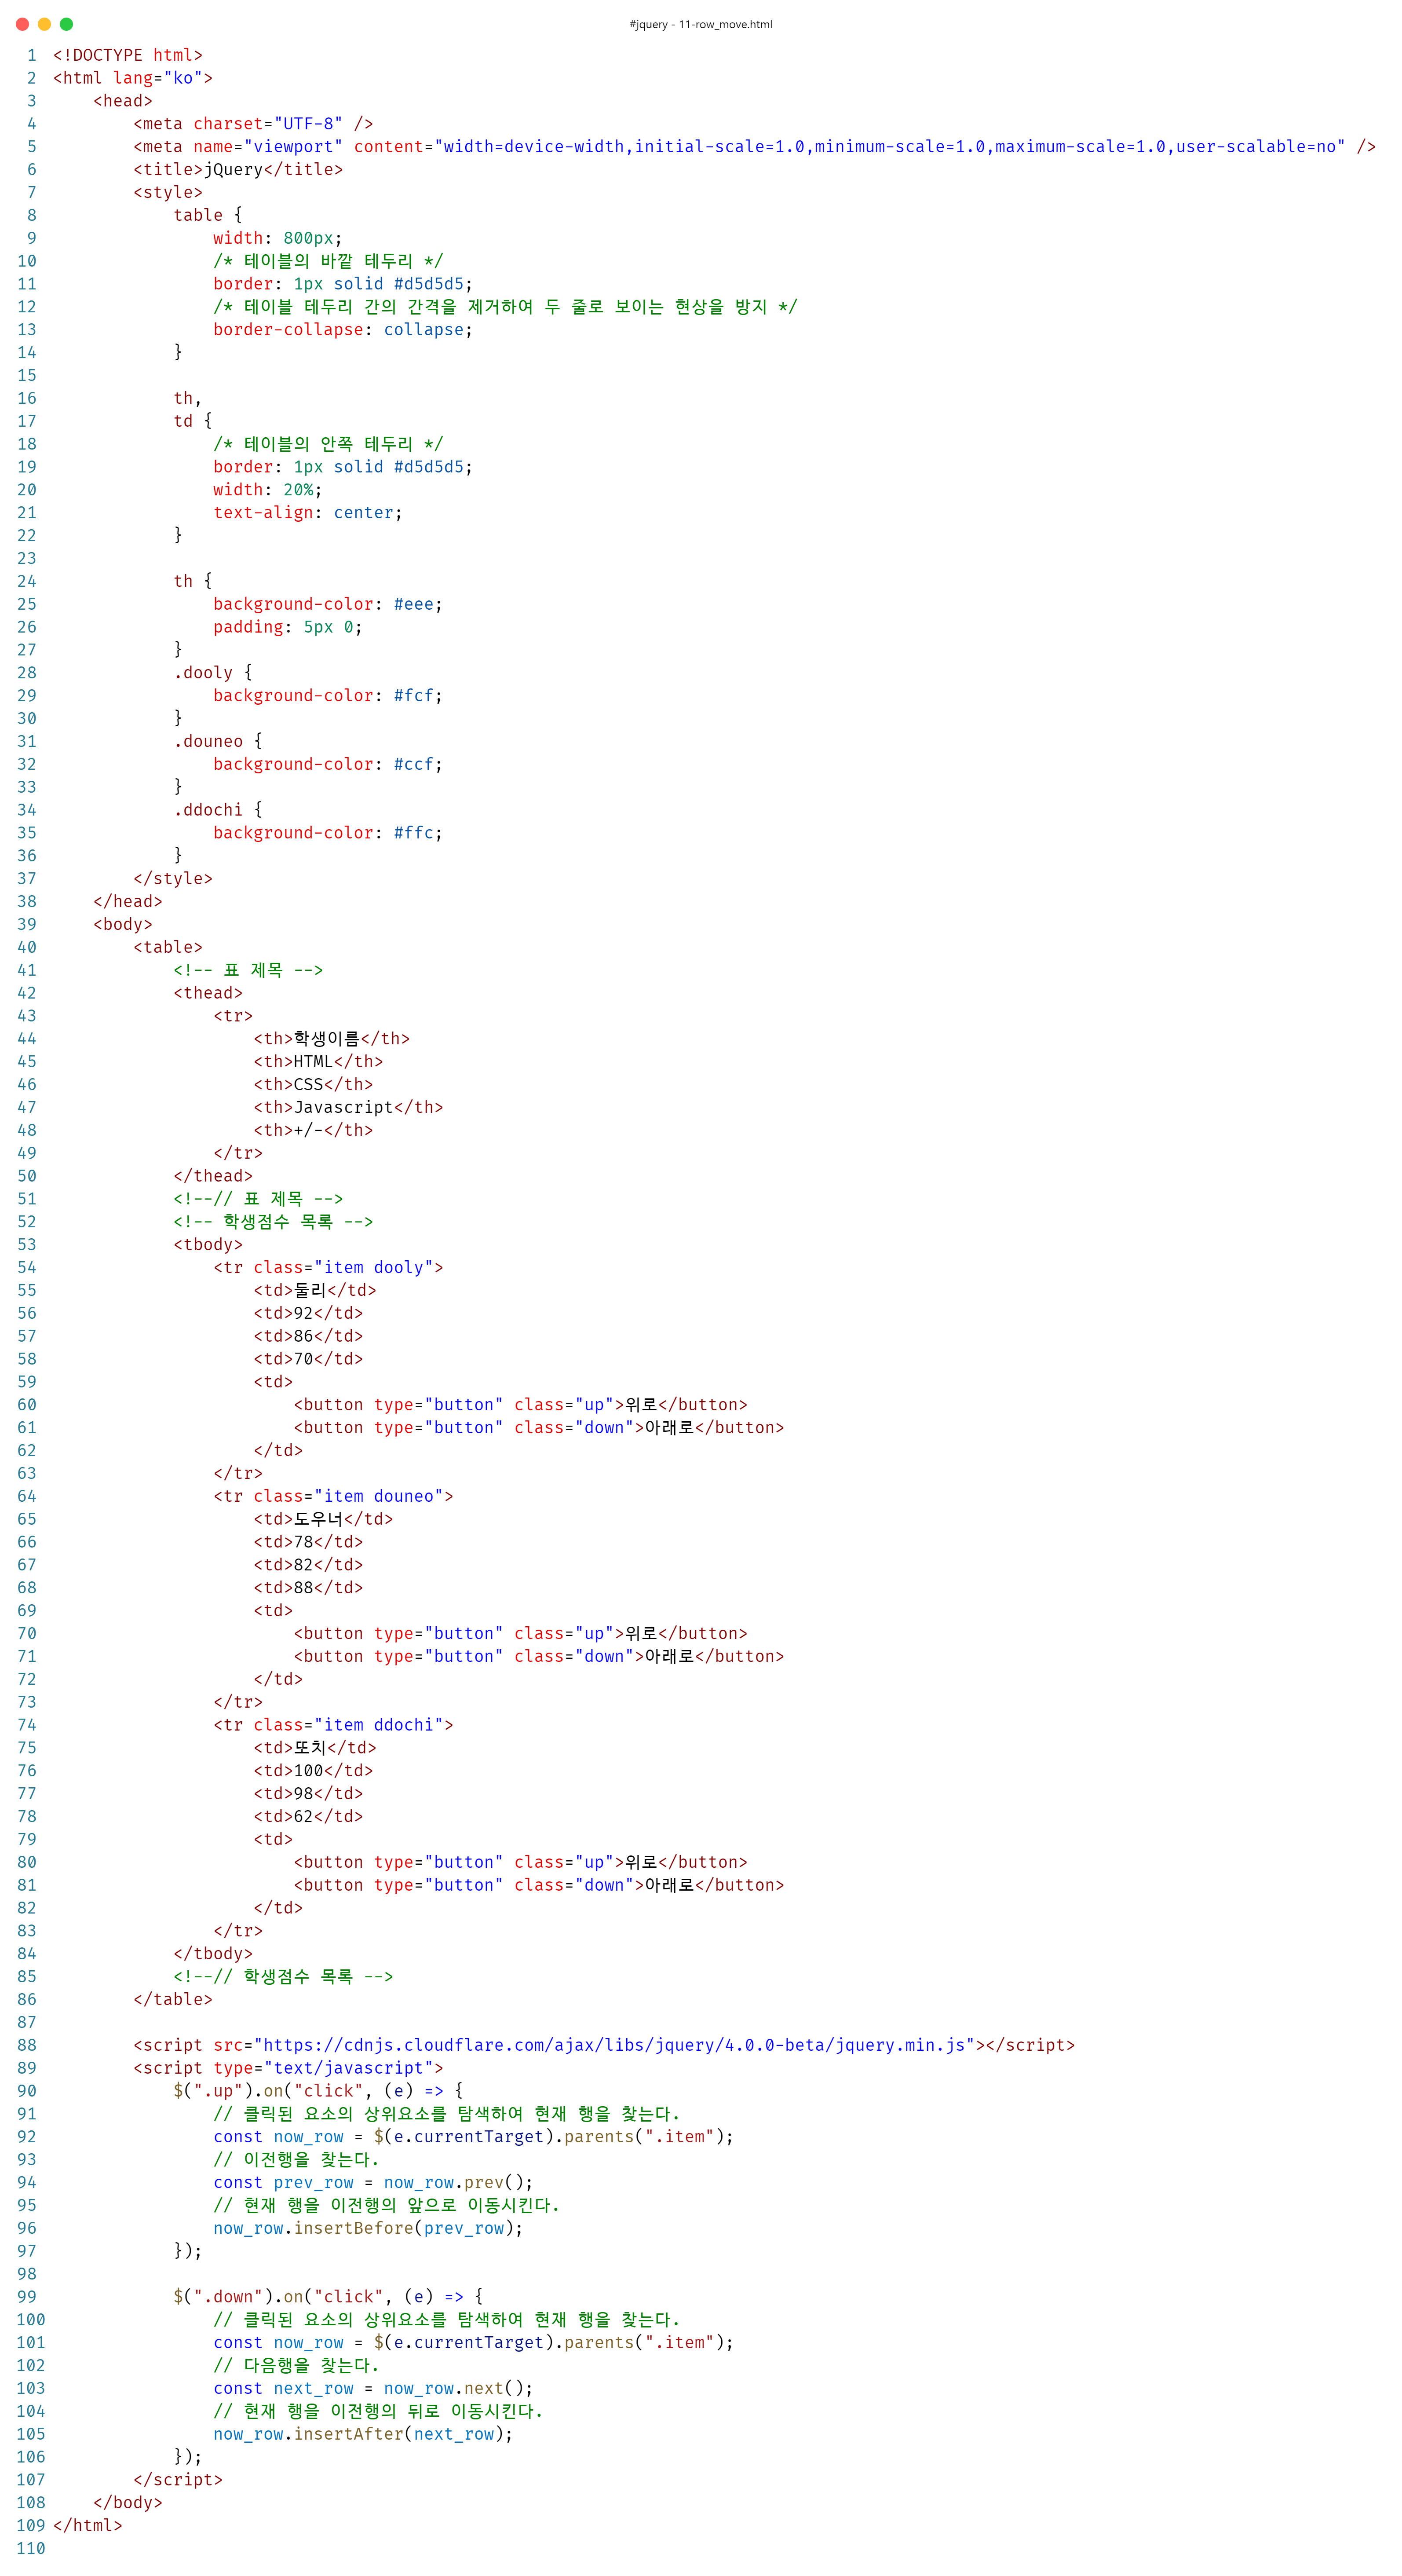 #jquery - 11-row_move.html
1 <!DOCTYPE html>
2 <html lang="ko">
3     <head>
4         <meta charset="UTF-8" />
5         <meta name="viewport" content="width=device-width,initial-scale=1.0,minimum-scale=1.0,maximum-scale=1.0,user-scalable=no" />
6         <title>jQuery</title>
7         <style>
8             table {
9                 width: 800px;
10                 /* 테이블의 바깥 테두리 */
11                 border: 1px solid #d5d5d5;
12                 /* 테이블 테두리 간의 간격을 제거하여 두 줄로 보이는 현상을 방지 */
13                 border-collapse: collapse;
14             }
15
16             th,
17             td {
18                 /* 테이블의 안쪽 테두리 */
19                 border: 1px solid #d5d5d5;
20                 width: 20%;
21                 text-align: center;
22             }
23
24             th {
25                 background-color: #eee;
26                 padding: 5px 0;
27             }
28             .dooly {
29                 background-color: #fcf;
30             }
31             .douneo {
32                 background-color: #ccf;
33             }
34             .ddochi {
35                 background-color: #ffc;
36             }
37         </style>
38     </head>
39     <body>
40         <table>
41             <!-- 표 제목 -->
42             <thead>
43                 <tr>
44                     <th>학생이름</th>
45                     <th>HTML</th>
46                     <th>CSS</th>
47                     <th>Javascript</th>
48                     <th>+/-</th>
49                 </tr>
50             </thead>
51             <!--// 표 제목 -->
52             <!-- 학생점수 목록 -->
53             <tbody>
54                 <tr class="item dooly">
55                     <td>둘리</td>
56                     <td>92</td>
57                     <td>86</td>
58                     <td>70</td>
59                     <td>
60                         <button type="button" class="up">위로</button>
61                         <button type="button" class="down">아래로</button>
62                     </td>
63                 </tr>
64                 <tr class="item douneo">
65                     <td>도우너</td>
66                     <td>78</td>
67                     <td>82</td>
68                     <td>88</td>
69                     <td>
70                         <button type="button" class="up">위로</button>
71                         <button type="button" class="down">아래로</button>
72                     </td>
73                 </tr>
74                 <tr class="item ddochi">
75                     <td>또치</td>
76                     <td>100</td>
77                     <td>98</td>
78                     <td>62</td>
79                     <td>
80                         <button type="button" class="up">위로</button>
81                         <button type="button" class="down">아래로</button>
82                     </td>
83                 </tr>
84             </tbody>
85             <!--// 학생점수 목록 -->
86         </table>
87
88         <script src="https://cdnjs.cloudflare.com/ajax/libs/jquery/4.0.0-beta/jquery.min.js"></script>
89         <script type="text/javascript">
90             $(".up").on("click", (e) => {
91                 // 클릭된 요소의 상위요소를 탐색하여 현재 행을 찾는다.
92                 const now_row = $(e.currentTarget).parents(".item");
93                 // 이전행을 찾는다.
94                 const prev_row = now_row.prev();
95                 // 현재 행을 이전행의 앞으로 이동시킨다.
96                 now_row.insertBefore(prev_row);
97             });
98
99             $(".down").on("click", (e) => {
100                 // 클릭된 요소의 상위요소를 탐색하여 현재 행을 찾는다.
101                 const now_row = $(e.currentTarget).parents(".item");
102                 // 다음행을 찾는다.
103                 const next_row = now_row.next();
104                 // 현재 행을 이전행의 뒤로 이동시킨다.
105                 now_row.insertAfter(next_row);
106             });
107         </script>
108     </body>
109 </html>
110